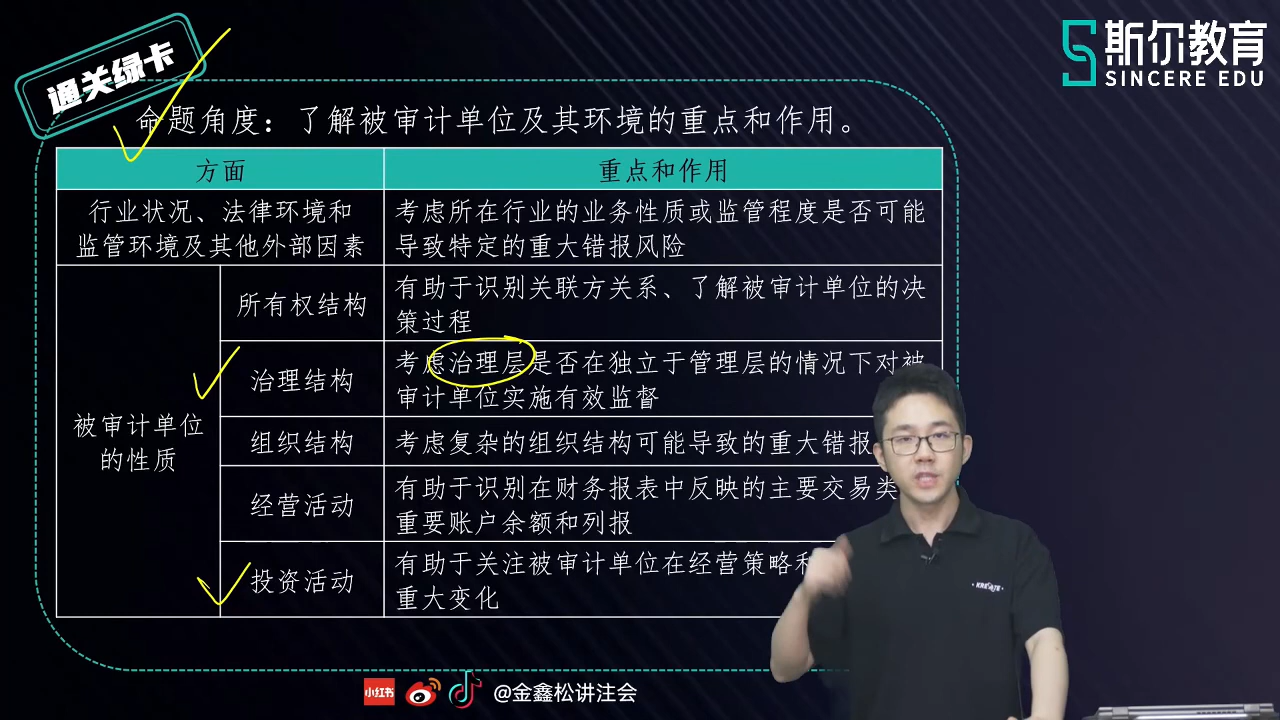 通关绿卡
斯尔教育
SINCERE EDU
命题角度：了解被审计单位及其环境的重点和作用。
方面
重点和作用
行业状况、法律环境和
监管环境及其他外部因素
考虑所在行业的业务性质或监管程度是否可能
导致特定的重大错报风险
被审计单位
的性质
所有权结构
有助于识别关联方关系、了解被审计单位的决
策过程
治理结构
考虑治理层是否在独立于管理层的情况下对被
审计单位实施有效监督
组织结构
考虑复杂的组织结构可能导致的重大错报
经营活动
有助于识别在财务报表中反映的主要交易类
重要账户余额和列报
投资活动
有助于关注被审计单位在经营策略和
重大变化
小红书
@金鑫松讲注会